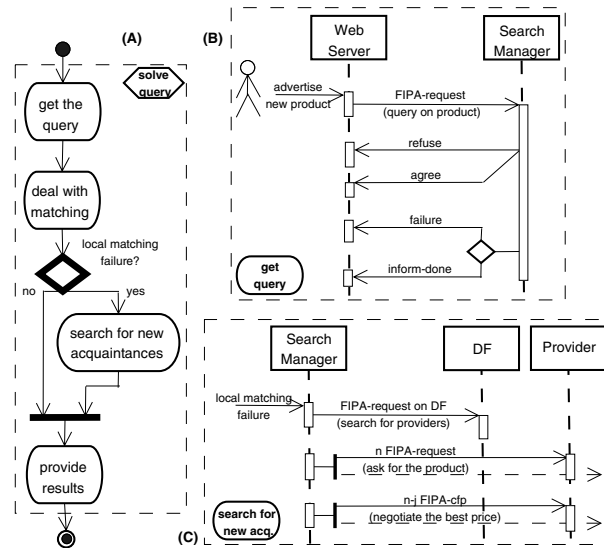 (A)
solve
query
get the
query
deal with
matching
local matching
failure?
no
yes
search for new
acquaintances
provide
results
(B)
Web
Server
Search
Manager
advertise
new product
FIPA-request
(query on product)
refuse
agree
failure
inform-done
get
query
Search
Manager
DF
Provider
local matching
failure
FIPA-request on DF
(search for providers)
n FIPA-request
(ask for the product)
n-j FIPA-cfp
(negotiate the best price)
search for
new acq.
(C)